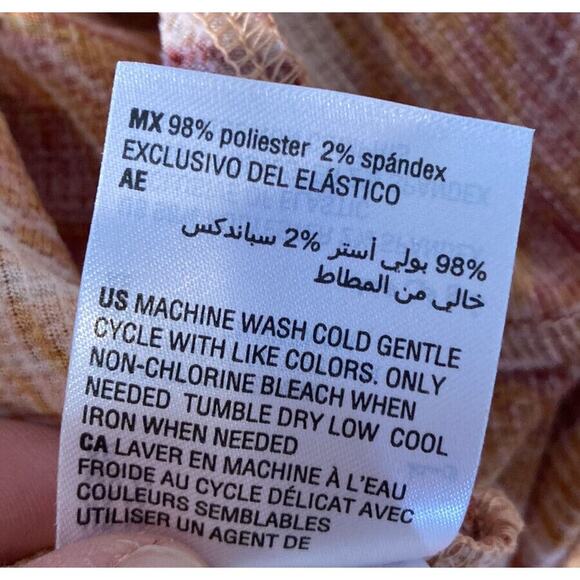 MX 98% poliester 2% spándex
EXCLUSIVO DEL ELÁSTICO
AE
98% بولي أستر 2% سباندكس
خالي من المطاط
US MACHINE WASH COLD GENTLE
CYCLE WITH LIKE COLORS. ONLY
NON-CHLORINE BLEACH WHEN
NEEDED TUMBLE DRY LOW COOL
IRON WHEN NEEDED
CA LAVER EN MACHINE À L'EAU
FROIDE AU CYCLE DÉLICAT AVEC
COULEURS SEMBLABLES
UTILISER UN AGENT DE